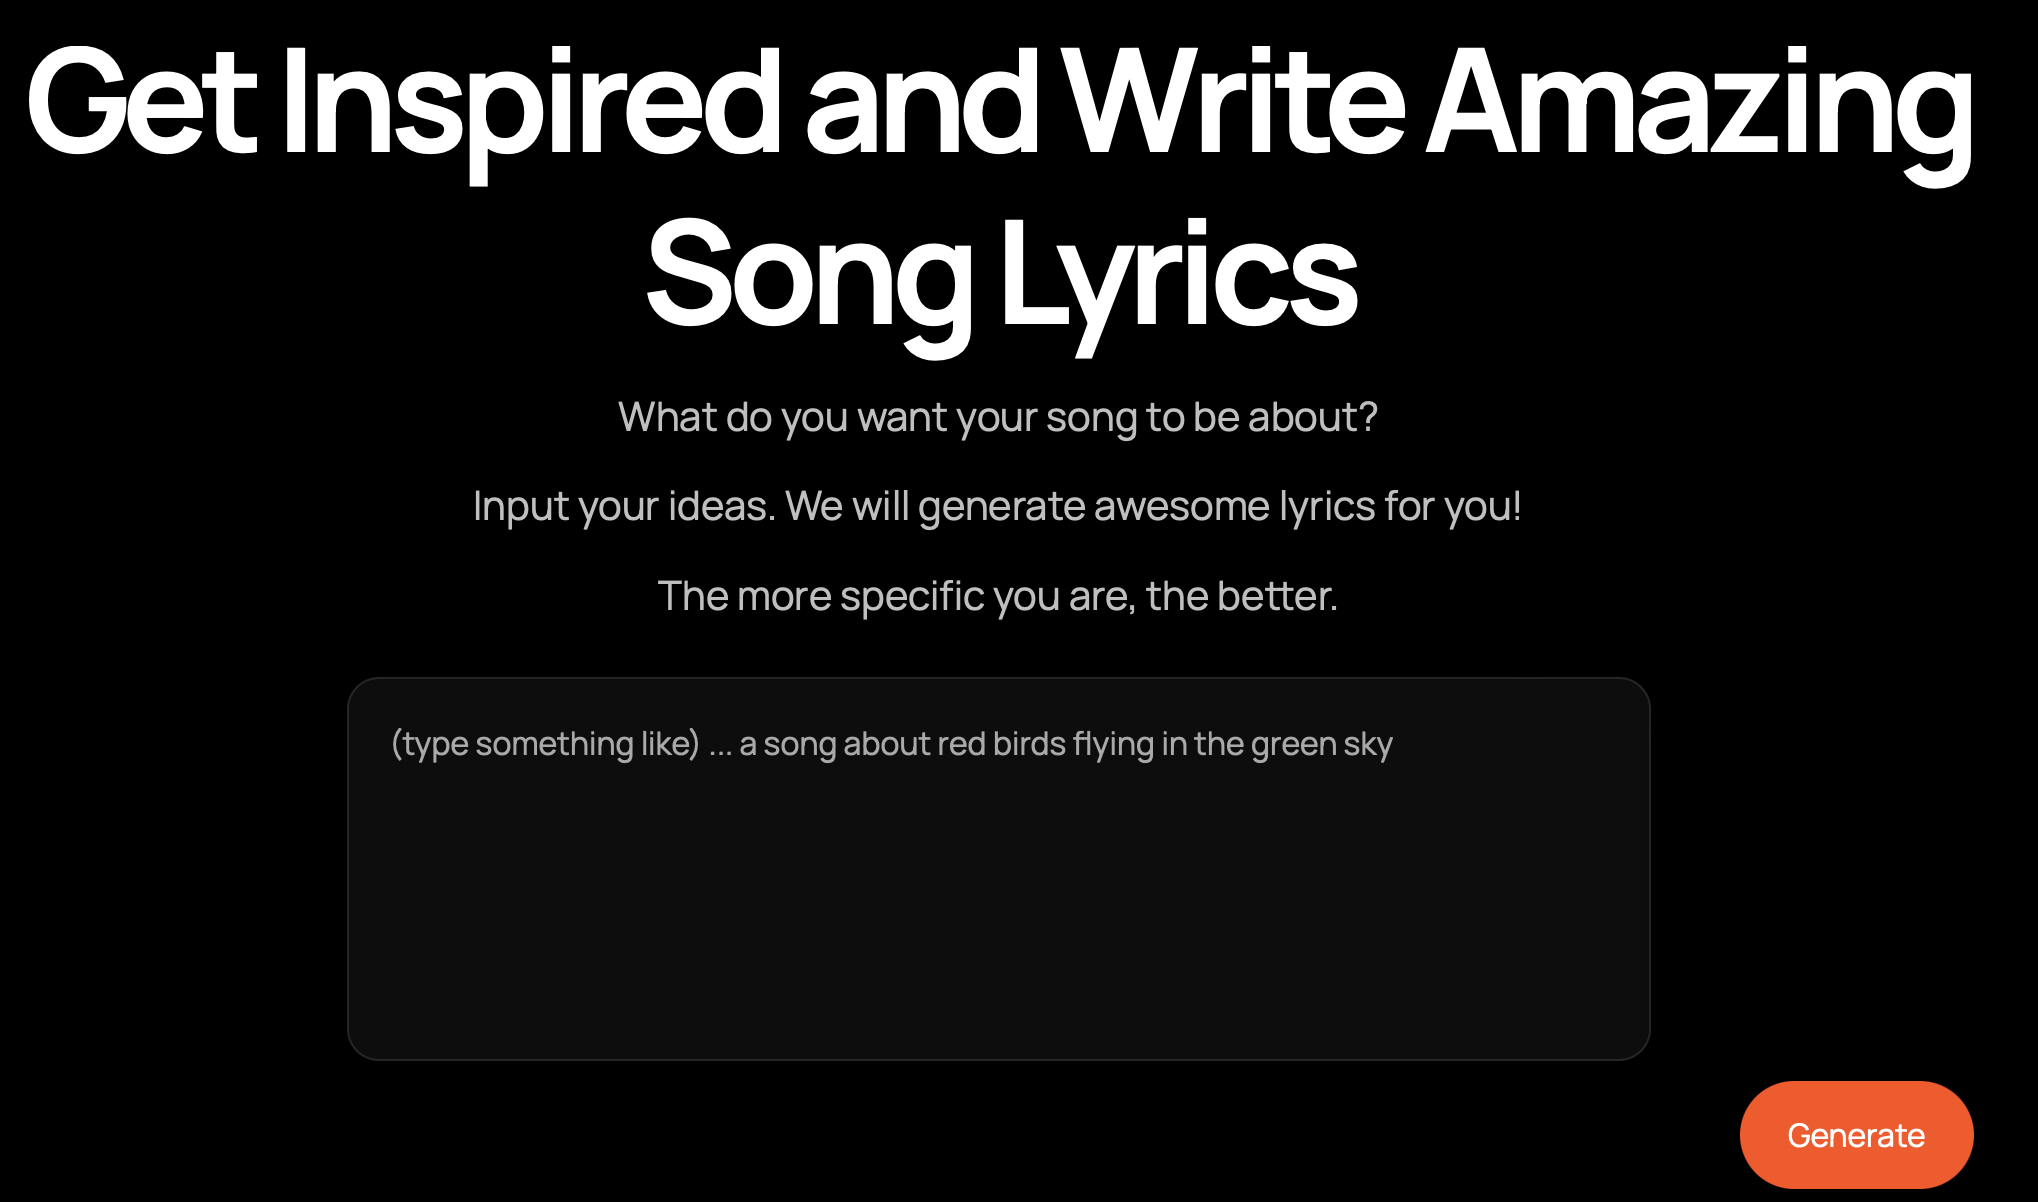 Get Inspired and Write Amazing
Song Lyrics
What do you want your song to be about?
Input your ideas. We will generate awesome lyrics for you!
The more specific you are, the better.
(type something like) ... a song about red birds flying in the green sky
Generate